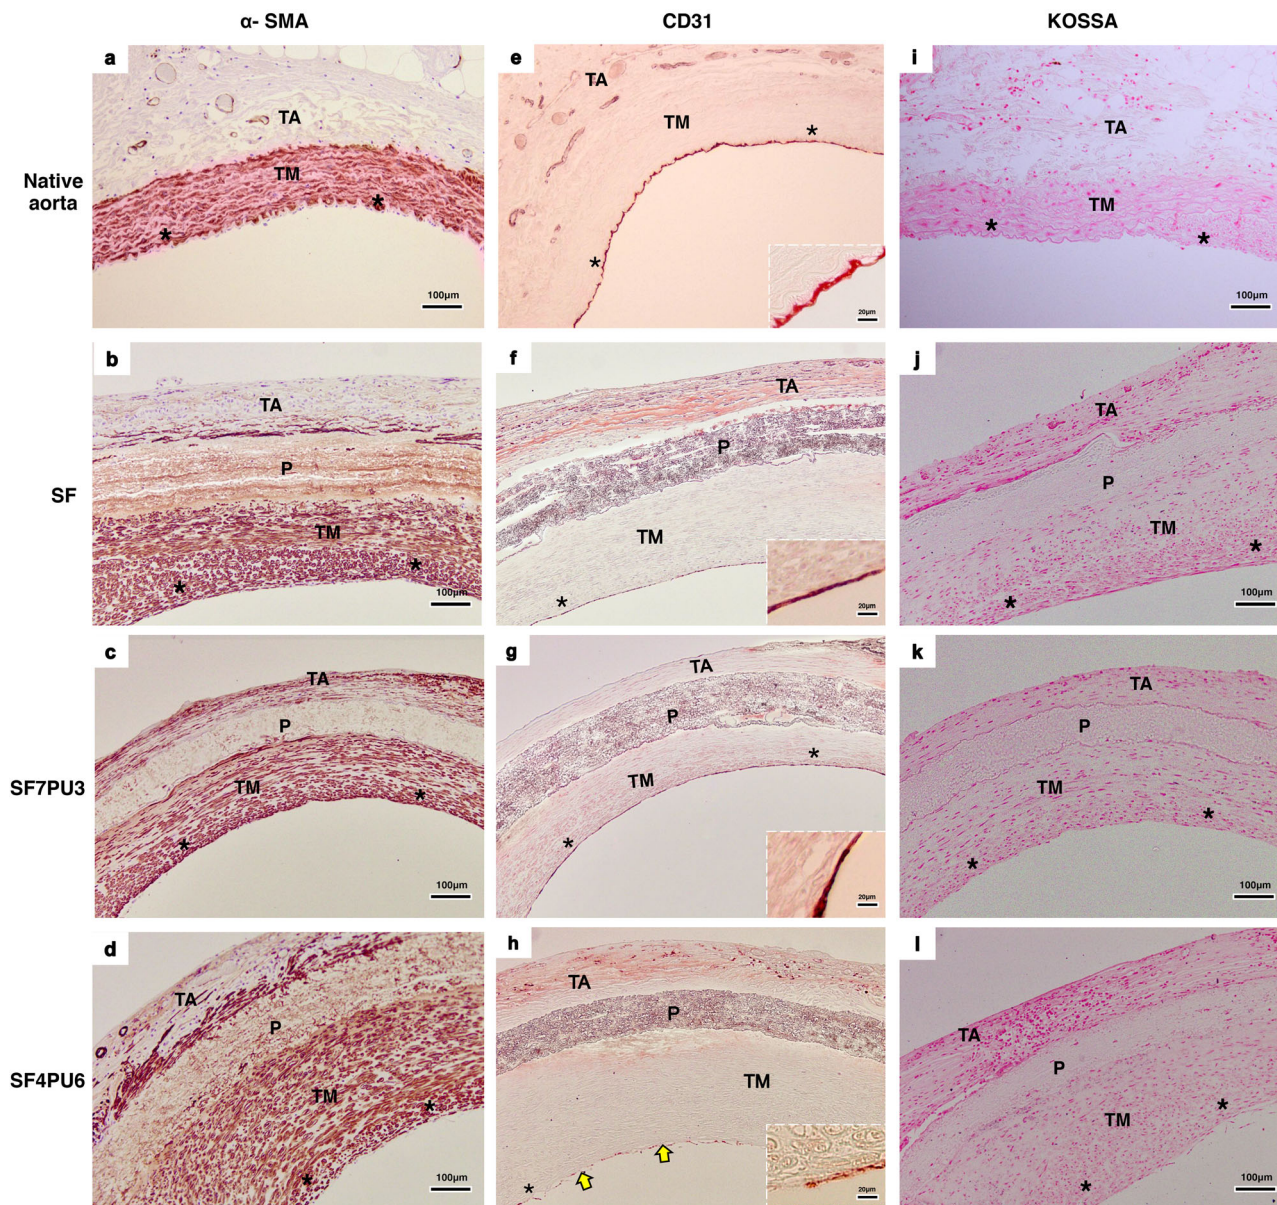 α- SMA
CD31
KOSSA
Native
aorta
a
TA
TM
*
*
100µm
e
TA
TM
*
*
20µm
i
TA
TM
*
*
100µm
SF
b
TA
P
TM
*
*
100µm
f
TA
P
TM
*
20µm
j
TA
P
TM
*
*
100µm
SF7PU3
c
TA
P
TM
*
*
100µm
g
TA
P
TM
*
*
20µm
k
TA
P
TM
*
*
100µm
SF4PU6
d
TA
P
TM
*
*
100µm
h
TA
P
TM
*
20µm
l
TA
P
TM
*
*
100µm